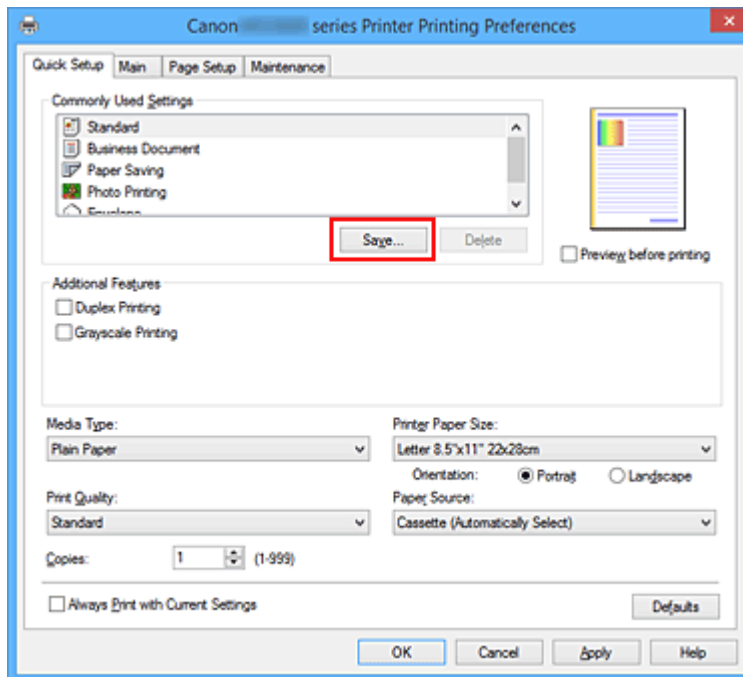 Canon series Printer Printing Preferences
Quick Setup Main Page Setup Maintenance
Commonly Used Settings
Standard
Business Document
Paper Saving
Photo Printing
Envelope
Save... Delete
Preview before printing
Additional Features
Duplex Printing
Grayscale Printing
Media Type: Printer Paper Size:
Plain Paper Letter 8.5"x11" 22x28cm
Orientation: Portrait Landscape
Print Quality: Paper Source:
Standard Cassette (Automatically Select)
Copies: 1 (1-999)
Always Print with Current Settings Defaults
OK Cancel Apply Help